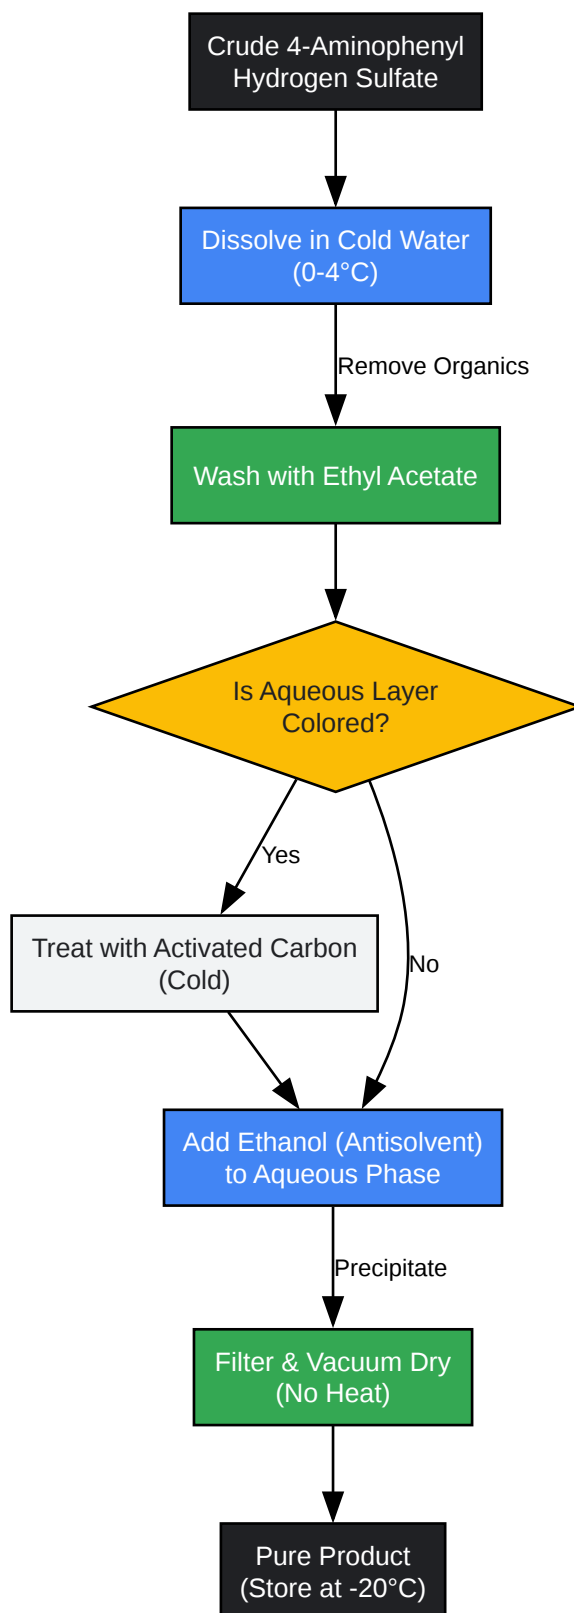 Crude 4-Aminophenyl
Hydrogen Sulfate
Dissolve in Cold Water
(0-4°C)
Remove Organics
Wash with Ethyl Acetate
Is Aqueous Layer
Colored?
Yes
Treat with Activated Carbon
(Cold)
No
Add Ethanol (Antisolvent)
to Aqueous Phase
Precipitate
Filter & Vacuum Dry
(No Heat)
Pure Product
(Store at -20°C)